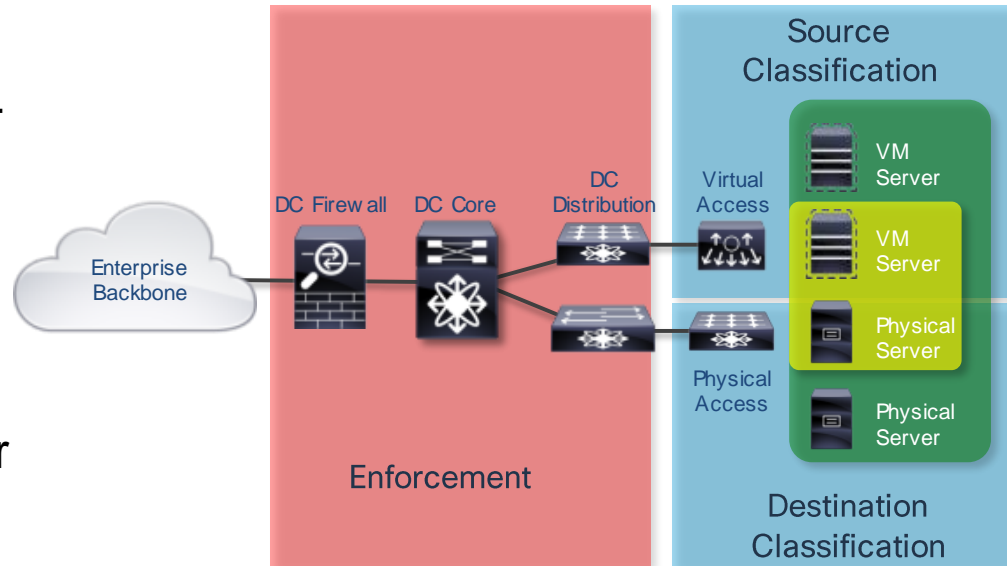 Source
Classification
VM
Server
DC Firewall
DC Core
DC
Distribution
Virtual
Access
VM
Server
Enterprise
Backbone
Physical
Server
Physical
Access
Physical
Server
r
Enforcement
Destination
Classification